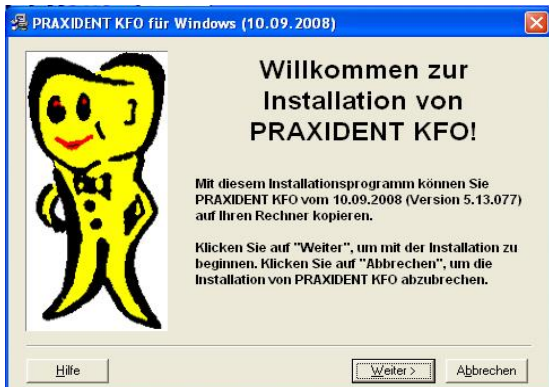 PRAXIDENT KFO für Windows (10.09.2008)
Willkommen zur
Installation von
PRAXIDENT KFO!
Mit diesem Installationsprogramm können Sie
PRAXIDENT KFO vom 10.09.2008 (Version 5.13.077)
auf Ihren Rechner kopieren.
Klicken Sie auf "Weiter", um mit der Installation zu
beginnen. Klicken Sie auf "Abbrechen", um die
Installation von PRAXIDENT KFO abzubrechen.
Hilfe
Weiter >
Abbrechen